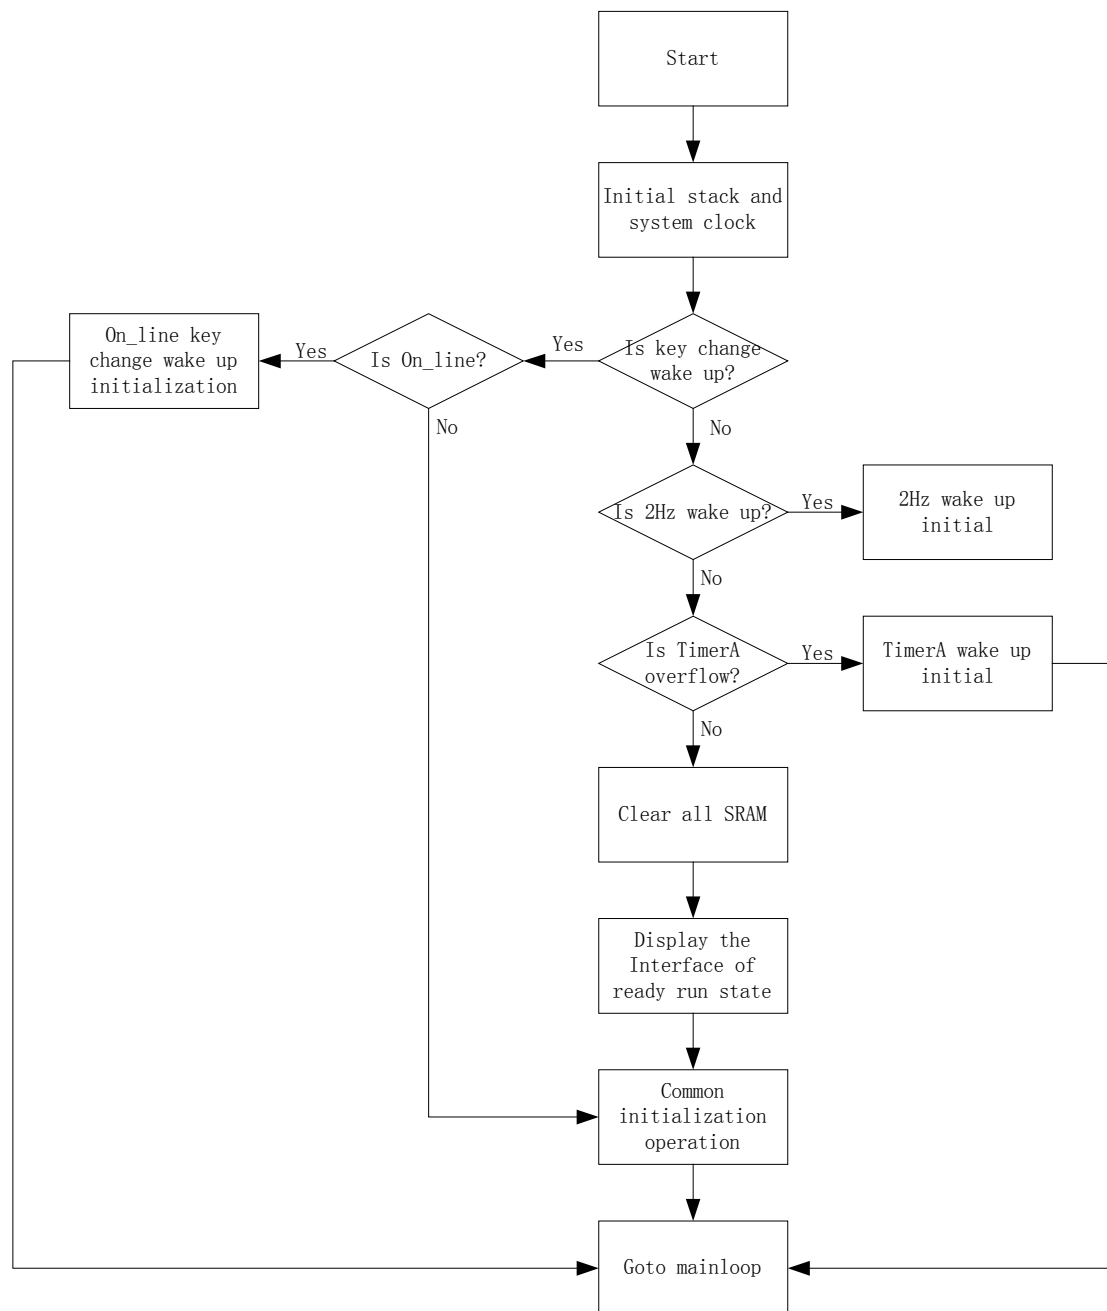 Start
Initial stack and
system clock
On_line key
change wake up
initialization
Yes
Is On_line?
Yes
Is key change
wake up?
No
No
Is 2Hz wake up?
Yes
2Hz wake up
initial
No
Is TimerA
overflow?
Yes
TimerA wake up
initial
No
Clear all SRAM
Display the
Interface of
ready run state
Common
initialization
operation
Goto mainloop